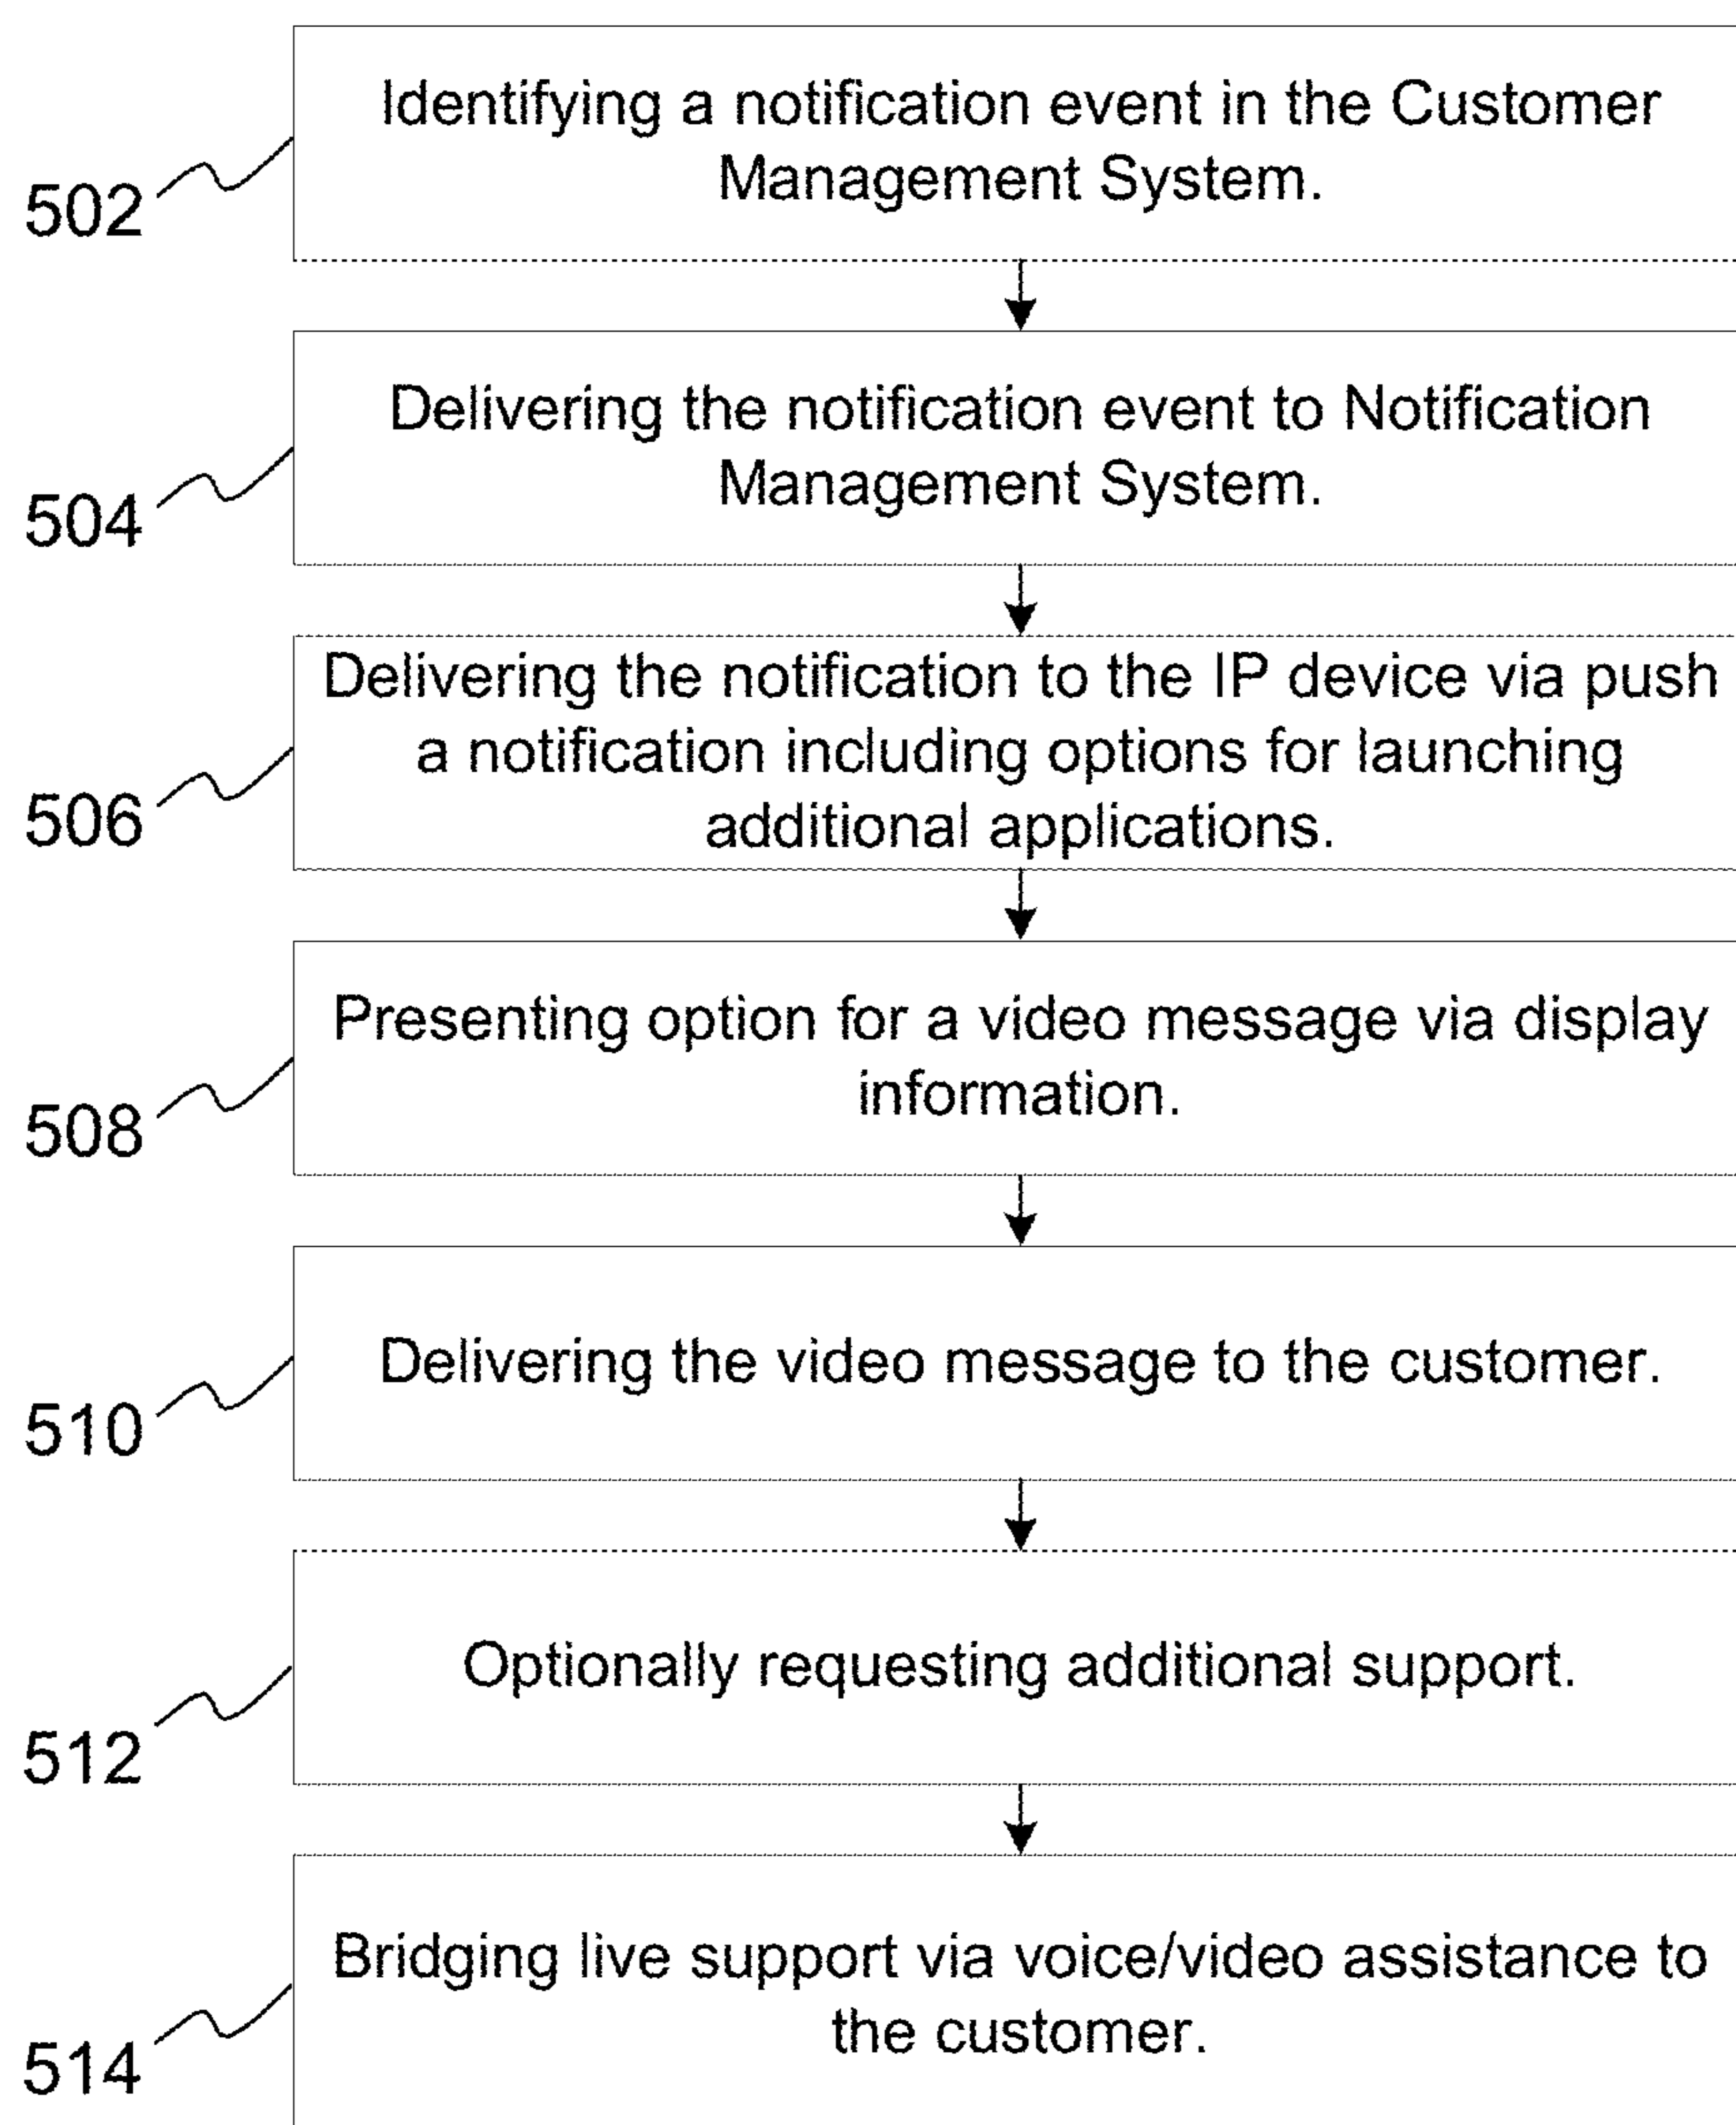 Identifying a notification event in the Customer
Management System.
502
Delivering the notification event to Notification
Management System.
504
Delivering the notification to the IP device via push
a notification including options for launching
additional applications.
506
Presenting option for a video message via display
information.
508
Delivering the video message to the customer.
510
Optionally requesting additional support.
512
Bridging live support via voice/video assistance to
the customer.
514